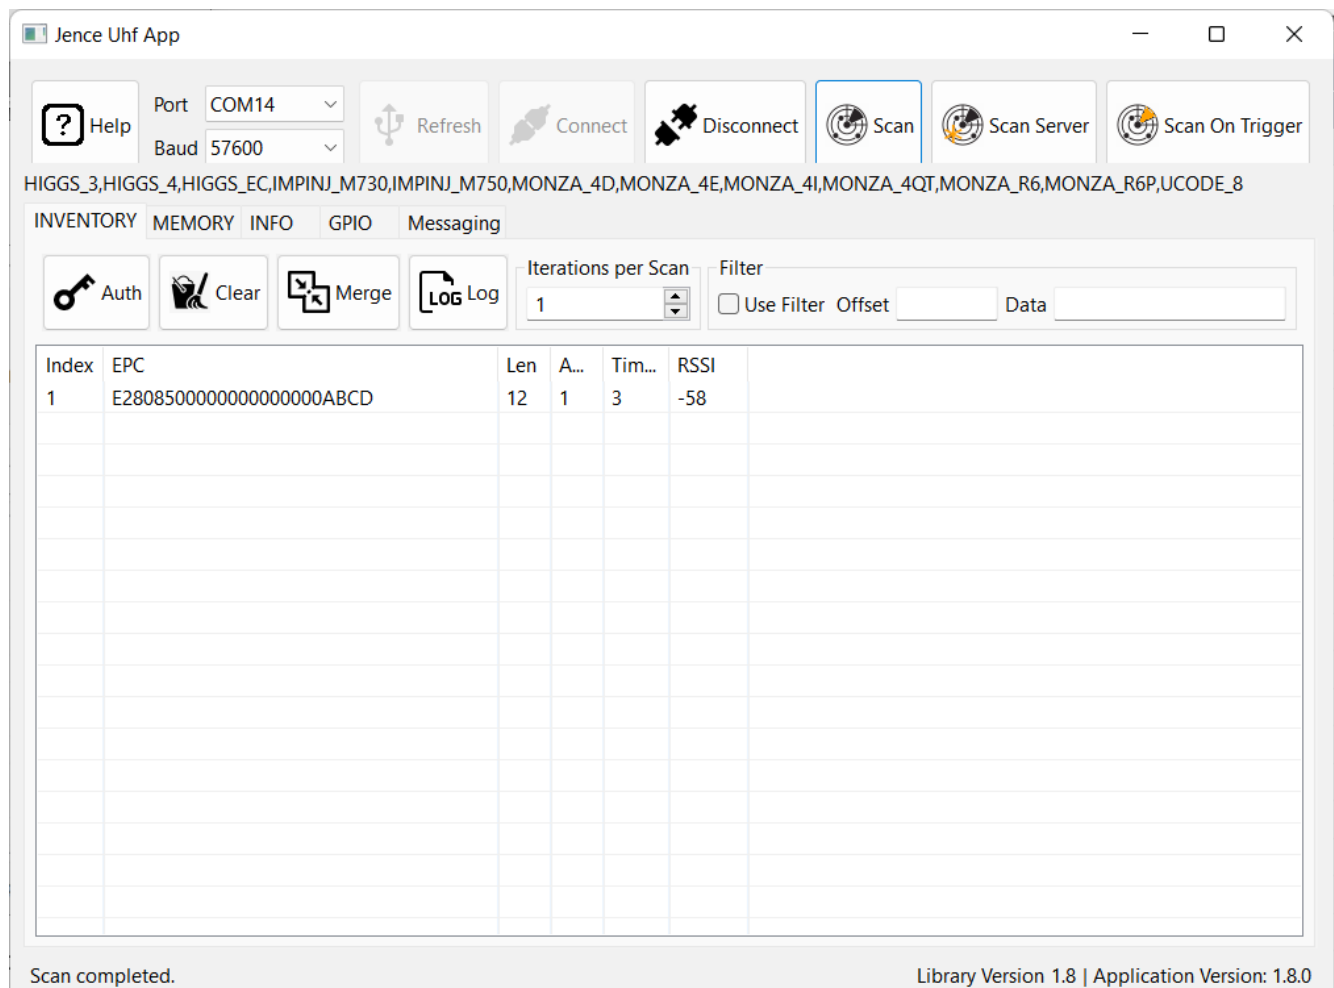 Jence Uhf App
? Help Port COM14 Refresh Connect Disconnect Scan Scan Server Scan On Trigger
Baud 57600
HIGGS_3,HIGGS_4,HIGGS_EC,IMPINJ_M730,IMPINJ_M750,MONZA_4D,MONZA_4E,MONZA_4I,MONZA_4QT,MONZA_R6,MONZA_R6P,UCODE_8
INVENTORY MEMORY INFO GPIO Messaging
Iterations per Scan Filter
Auth Clear Merge LOG Log 1 Use Filter Offset Data
Index EPC Len A... Tim... RSSI
1 E2808500000000000000ABCD 12 1 3 -58
Scan completed. Library Version 1.8 | Application Version: 1.8.0